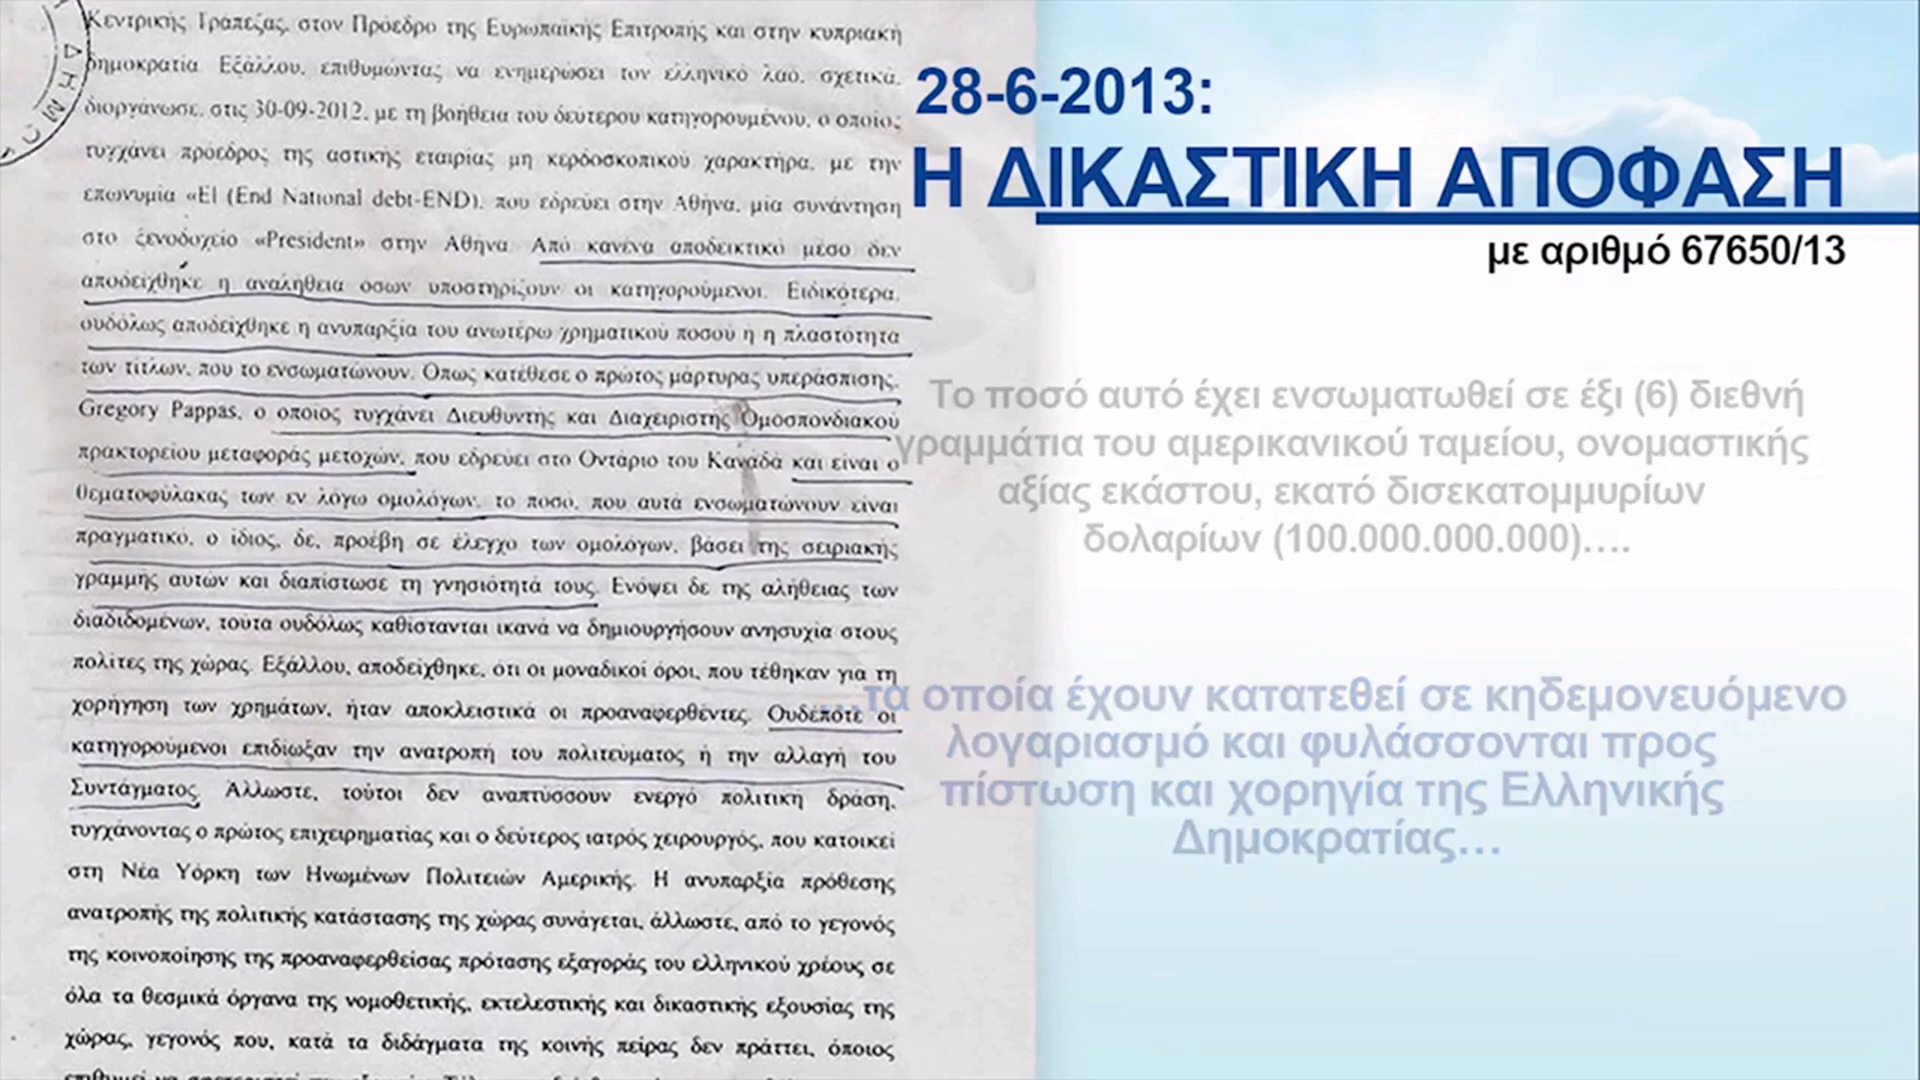 Κεντρικής Τράπεζας, στον Πρόεδρο της Ευρωπαϊκής Επιτροπής και στην κυπριακή
δημοκρατία. Εξάλλου, επιθυμώντας να ενημερώσει τον ελληνικό λαό, σχετικά,
διοργάνωσε, στις 30-09-2012, με τη βοήθεια του δεύτερου κατηγορουμένου, ο οποίος
τυγχάνει πρόεδρος της αστικής εταιρίας μη κερδοσκοπικού χαρακτήρα, με την
επωνυμία «ΕΙ (End National debt-END), που εδρεύει στην Αθήνα, μία συνάντηση
στο ξενοδοχείο «President» στην Αθήνα. Από κανένα αποδεικτικό μέσο δεν
αποδείχθηκε η αναλήθεια όσων υποστηρίζουν οι κατηγορούμενοι. Ειδικότερα,
ουδόλως αποδείχθηκε η ανυπαρξία του ανωτέρω χρηματικού ποσού ή η πλαστότητα
των τίτλων, που το ενσωματώνουν. Όπως κατέθεσε ο πρώτος μάρτυρας υπεράσπισης,
Gregory Pappas, ο οποίος τυγχάνει Διευθυντής και Διαχειριστής Ομοσπονδιακού
πρακτορείου μεταφοράς μετοχών, που εδρεύει στο Οντάριο του Καναδά και είναι ο
θεματοφύλακας των εν λόγω ομολόγων, το ποσό, που αυτά ενσωματώνουν είναι
πραγματικό, ο ίδιος, δε, προέβη σε έλεγχο των ομολόγων, βάσει της σειριακής
γραμμής αυτών και διαπίστωσε τη γνησιότητά τους. Ενόψει δε της αλήθειας των
διαδιδομένων, τούτα ουδόλως καθίστανται ικανά να δημιουργήσουν ανησυχία στους
πολίτες της χώρας. Εξάλλου, αποδείχθηκε, ότι οι μοναδικοί όροι, που τέθηκαν για τη
χορήγηση των χρημάτων, ήταν αποκλειστικά οι προαναφερθέντες. Ουδέποτε οι
κατηγορούμενοι επιδίωξαν την ανατροπή του πολιτεύματος ή την αλλαγή του
Συντάγματος. Άλλωστε, τούτοι δεν αναπτύσσουν ενεργό πολιτική δράση,
τυγχάνοντας ο πρώτος επιχειρηματίας και ο δεύτερος ιατρός χειρουργός, που κατοικεί
στη Νέα Υόρκη των Ηνωμένων Πολιτειών Αμερικής. Η ανυπαρξία πρόθεσης
ανατροπής της πολιτικής κατάστασης της χώρας συνάγεται, άλλωστε, από το γεγονός
της κοινοποίησης της προαναφερθείσας πρότασης εξαγοράς του ελληνικού χρέους σε
όλα τα θεσμικά όργανα της νομοθετικής, εκτελεστικής και δικαστικής εξουσίας της
χώρας, γεγονός που, κατά τα διδάγματα της κοινής πείρας δεν πράττει, όποιος
28-6-2013:
Η ΔΙΚΑΣΤΙΚΗ ΑΠΟΦΑΣΗ
με αριθμό 67650/13
Το ποσό αυτό έχει ενσωματωθεί σε έξι (6) διεθνή
γραμμάτια του αμερικανικού ταμείου, ονομαστικής
αξίας εκάστου, εκατό δισεκατομμυρίων
δολαρίων (100.000.000.000)….
…τα οποία έχουν κατατεθεί σε κηδεμονευόμενο
λογαριασμό και φυλάσσονται προς
πίστωση και χορηγία της Ελληνικής
Δημοκρατίας…